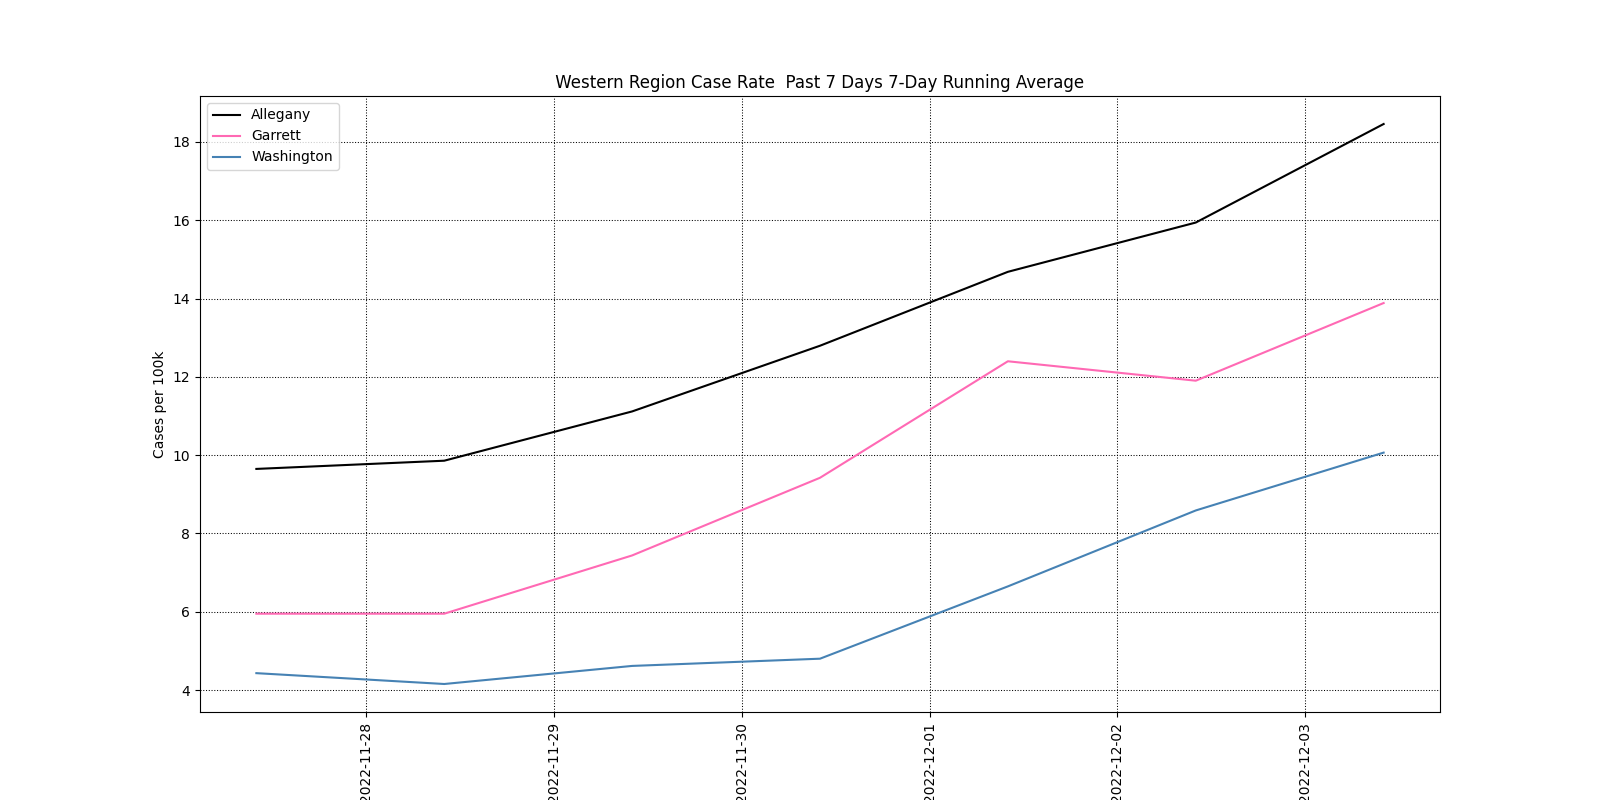 Western Region Case Rate  Past 7 Days 7-Day Running Average
Allegany
Garrett
Washington
18
16
14
12
10
8
6
4
Cases per 100k
2022-11-28
2022-11-29
2022-11-30
2022-12-01
2022-12-02
2022-12-03